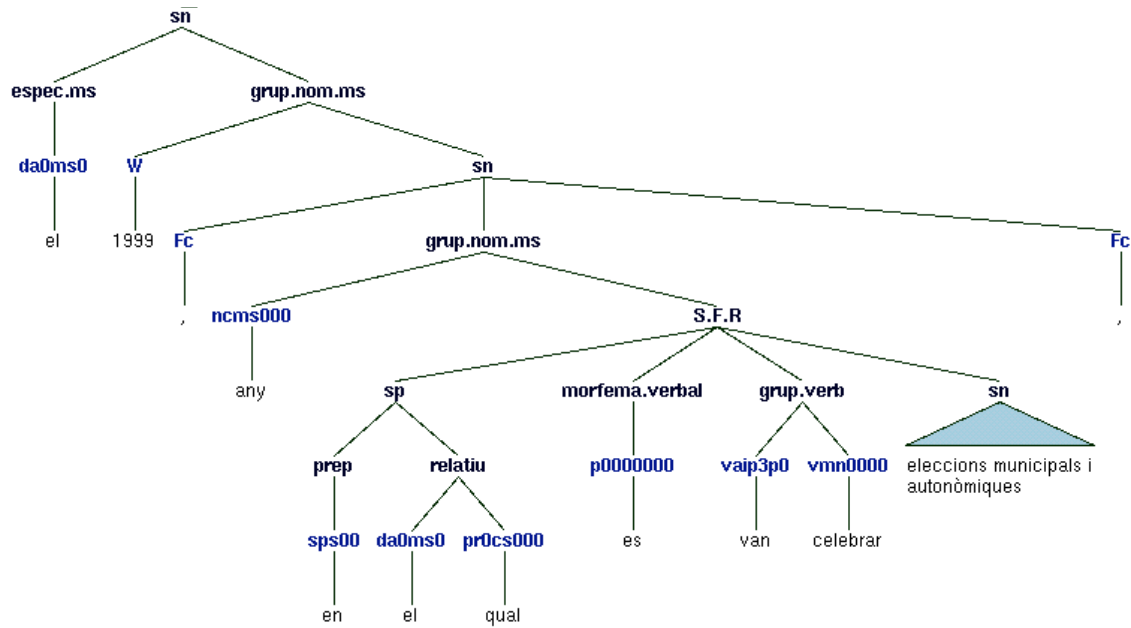 sn
espec.ms grup.nom.ms
da0ms0 W sn
el 1999 Fc grup.nom.ms Fc
, ncms000 S.F.R ,
any sp morfema.verbal grup.verb sn
prep relatiu p0000000 vaip3p0 vmn0000 eleccions municipals i
autonòmiques
sps00 da0ms0 pr0cs000 es van celebrar
en el qual